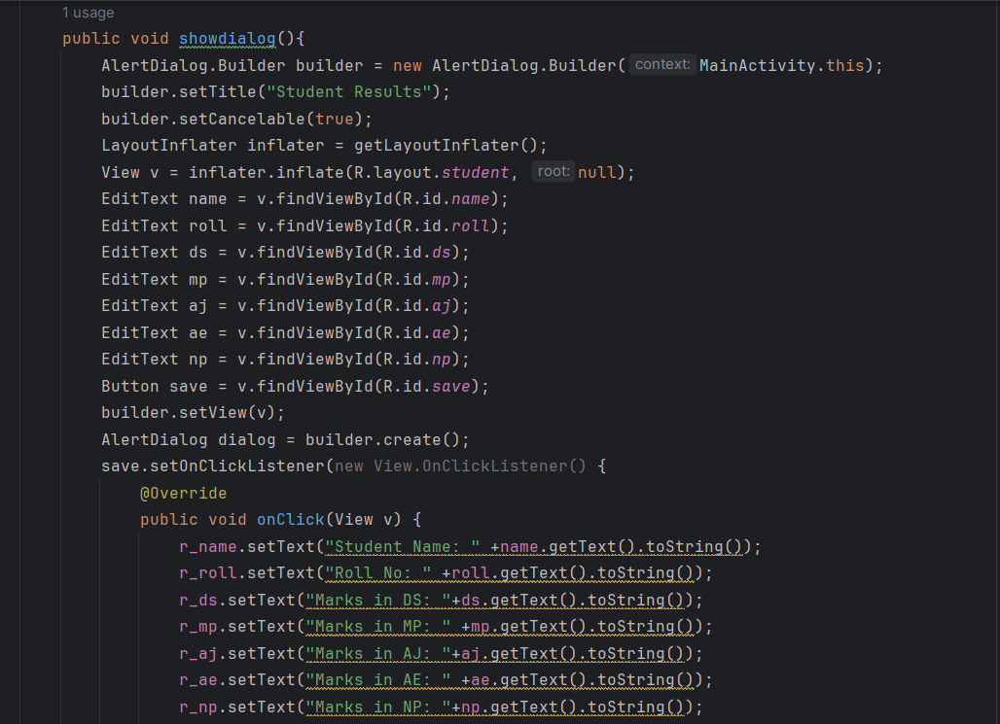 1 usage
public void showdialog(){
AlertDialog.Builder builder = new AlertDialog.Builder( context: MainActivity.this);
builder.setTitle("Student Results");
builder.setCancelable(true);
LayoutInflater inflater = getLayoutInflater();
View v = inflater.inflate(R.layout.student, root: null);
EditText name = v.findViewById(R.id.name);
EditText roll = v.findViewById(R.id.roll);
EditText ds = v.findViewById(R.id.ds);
EditText mp = v.findViewById(R.id.mp);
EditText aj = v.findViewById(R.id.aj);
EditText ae = v.findViewById(R.id.ae);
EditText np = v.findViewById(R.id.np);
Button save = v.findViewById(R.id.save);
builder.setView(v);
AlertDialog dialog = builder.create();
save.setOnClickListener(new View.OnClickListener() {
@Override
public void onClick(View v) {
r_name.setText("Student Name: " +name.getText().toString());
r_roll.setText("Roll No: " +roll.getText().toString());
r_ds.setText("Marks in DS: "+ds.getText().toString());
r_mp.setText("Marks in MP: " +mp.getText().toString());
r_aj.setText("Marks in AJ: "+aj.getText().toString());
r_ae.setText("Marks in AE: " +ae.getText().toString());
r_np.setText("Marks in NP: "+np.getText().toString());